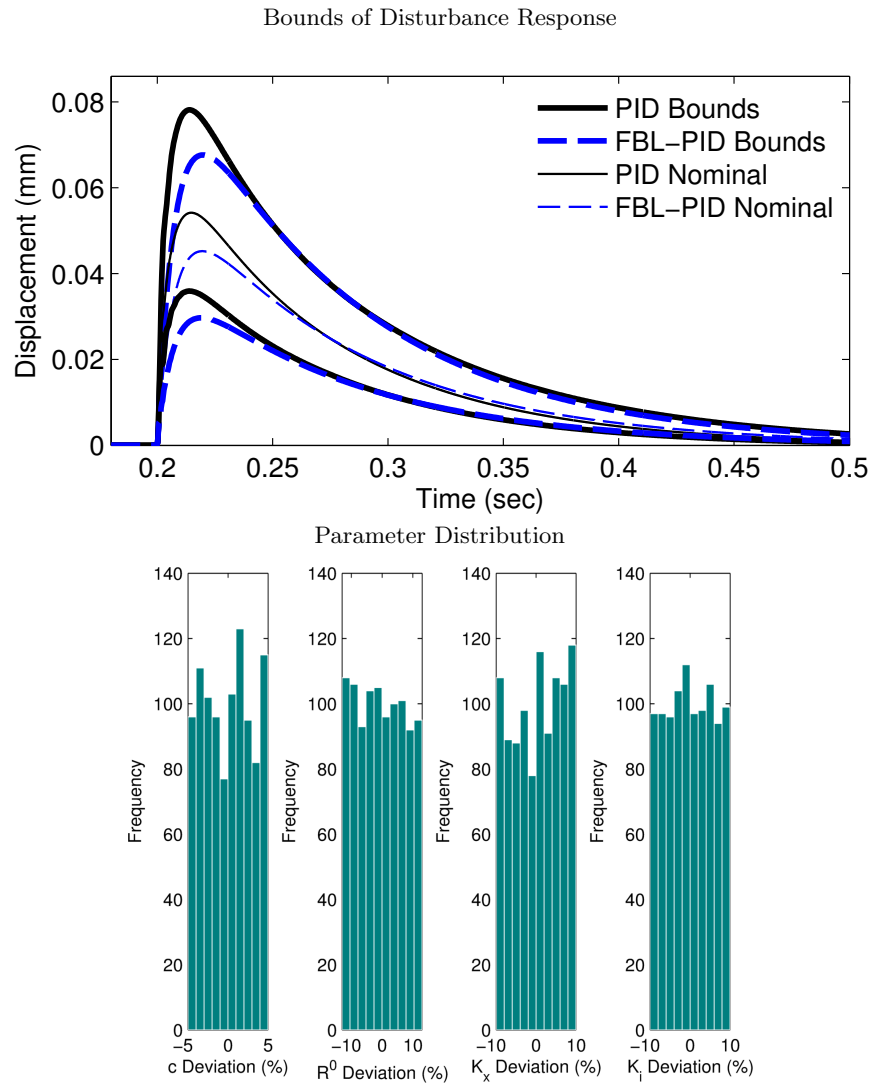 Bounds of Disturbance Response
0.08
0.06
0.04
0.02
0
Displacement (mm)
PID Bounds
FBL−PID Bounds
PID Nominal
FBL−PID Nominal
0.2 0.25 0.3 0.35 0.4 0.45 0.5
Time (sec)
Parameter Distribution
140 120 100 80 60 40 20 0
Frequency
−5 0 5
c Deviation (%)
140 120 100 80 60 40 20 0
Frequency
−10 0 10
R⁰ Deviation (%)
140 120 100 80 60 40 20 0
Frequency
−10 0 10
Kₓ Deviation (%)
140 120 100 80 60 40 20 0
Frequency
−10 0 10
Kᵢ Deviation (%)